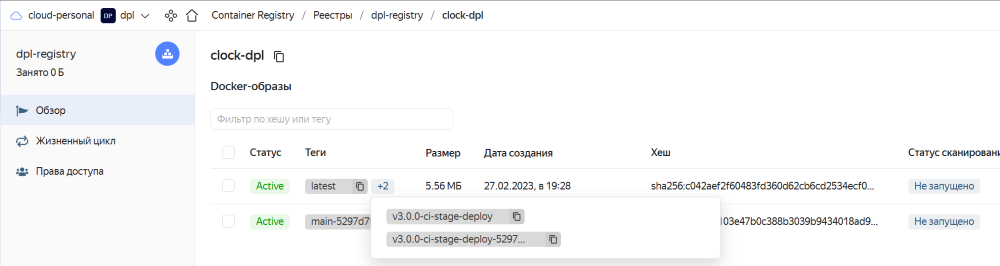 cloud-personal DP dpl Container Registry / Реестры / dpl-registry / clock-dpl
dpl-registry
Занято 0 Б
Обзор
Жизненный цикл
Права доступа
clock-dpl
Docker-образы
Фильтр по хешу или тегу
Статус Теги Размер Дата создания Хеш Статус сканировани
Active latest +2 5.56 МБ 27.02.2023, в 19:28 sha256:c042aef2f60483fd360d62cb6cd2534ecf0... Не запущено
v3.0.0-ci-stage-deploy
Active main-5297d7 103e47b0c388b3039b9434018ad9... Не запущено
v3.0.0-ci-stage-deploy-5297...